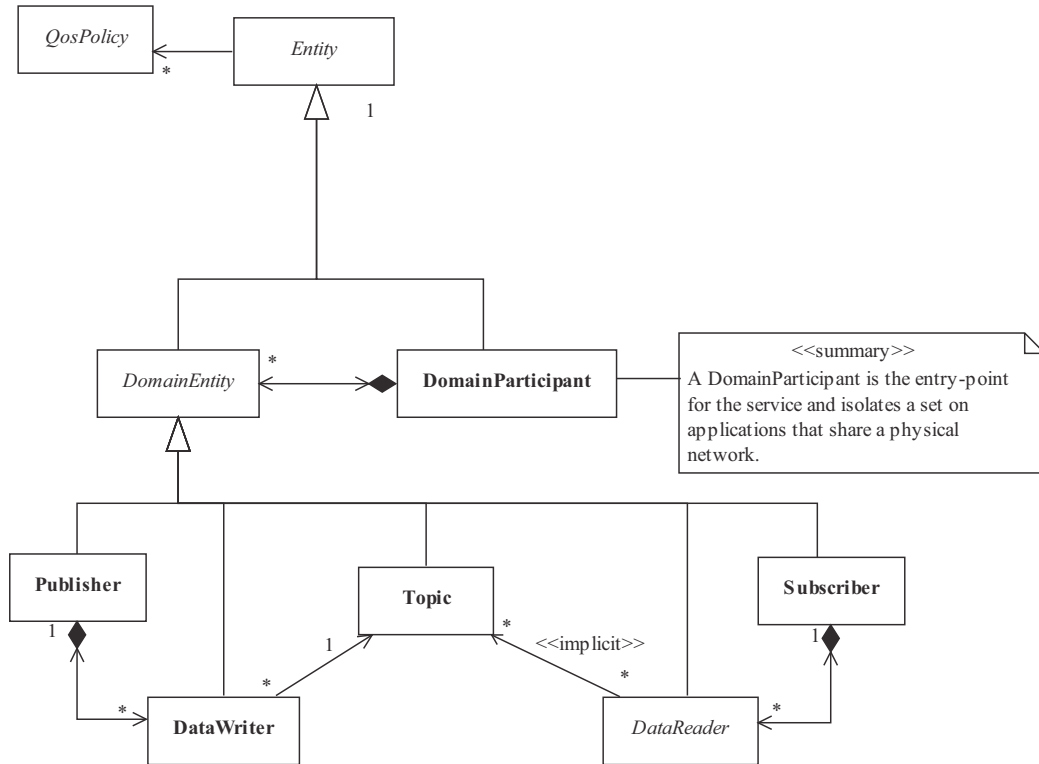 QosPolicy
Entity
*
1
DomainEntity
*
DomainParticipant
<<summary>>
A DomainParticipant is the entry-point
for the service and isolates a set on
applications that share a physical
network.
Publisher
Topic
Subscriber
1
1
*
<<implicit>>
1
*
*
*
*
DataWriter
DataReader